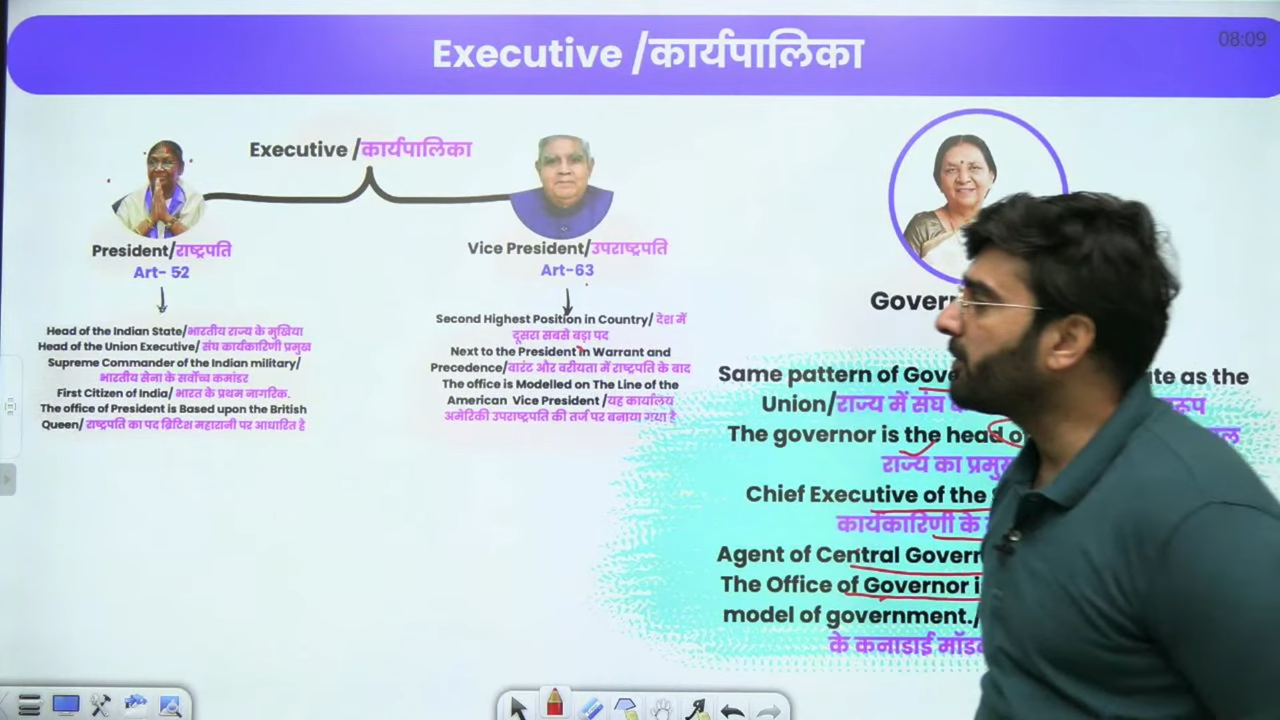 Executive /कार्यपालिका
08:09
Executive /कार्यपालिका
President/राष्ट्रपति
Art- 52
Head of the Indian State/भारतीय राज्य के मुखिया
Head of the Union Executive/ संघ कार्यकारिणी प्रमुख
Supreme Commander of the Indian military/
भारतीय सेना के सर्वोच्च कमांडर
First Citizen of India/ भारत के प्रथम नागरिक.
The office of President is Based upon the British
Queen/ राष्ट्रपति का पद ब्रिटिश महारानी पर आधारित है
Vice President/उपराष्ट्रपति
Art-63
Second Highest Position in Country/ देश में
दूसरा सबसे बड़ा पद
Next to the President in Warrant and
Precedence/वारंट और वरीयता में राष्ट्रपति के बाद
The office is Modelled on The Line of the
American Vice President /यह कार्यालय
अमेरिकी उपराष्ट्रपति की तर्ज पर बनाया गया है
Gover
Same pattern of Gove as the
Union/राज्य में संघ
The governor is the head
राज्य का प्रमु
Chief Executive of the
कार्यकारिणी के
Agent of Central Govern
The Office of Governor i
model of government./
के कनाडाई मॉड